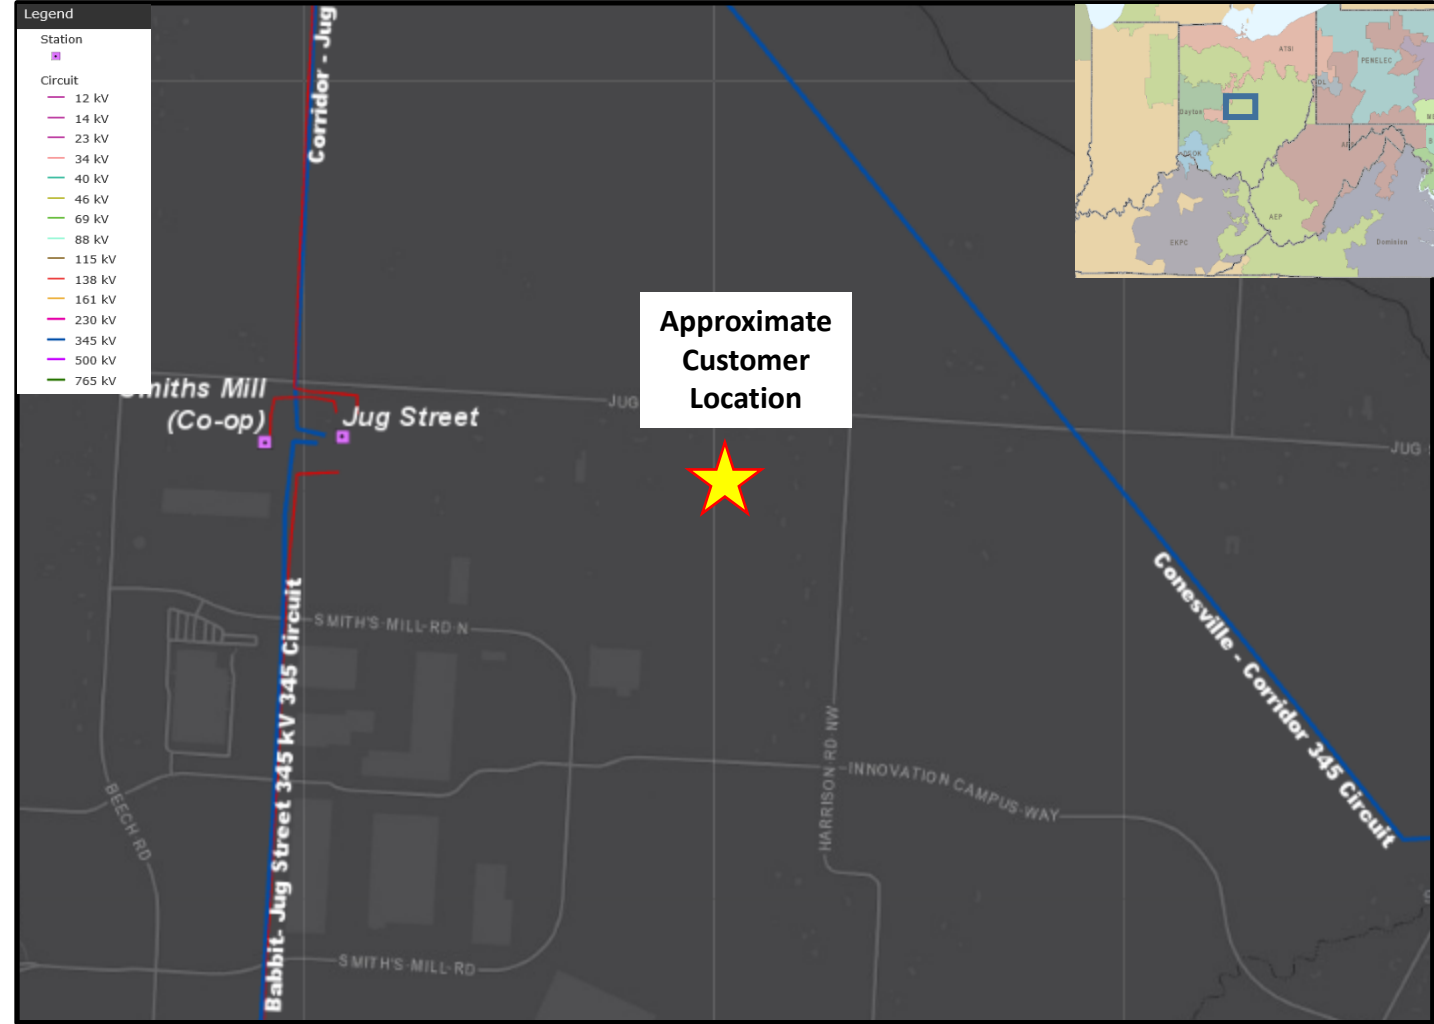 Legend
Station
Circuit
12 kV
14 kV
23 kV
34 kV
40 kV
46 kV
69 kV
88 kV
115 kV
138 kV
161 kV
230 kV
345 kV
500 kV
765 kV
Corridor - Jug
ATSI
PENELEC
Dayton
AEP
EKPC
Dominion
Approximate
Customer
Location
miths Mill
(Co-op)
Jug Street
JUG
JUG
SMITH'S-MILL-RD-N
Babbit- Jug Street 345 kV 345 Circuit
Conesville - Corridor 345 Circuit
BEECH RD
HARRISON RD NW
INNOVATION CAMPUS-WAY
SMITH'S-MILL-RD